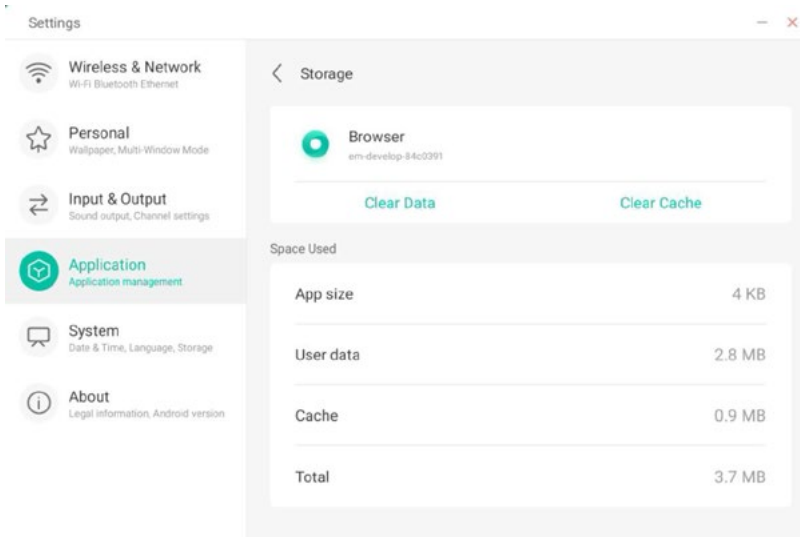 Settings
Wireless & Network
Wi-Fi Bluetooth Ethernet
Personal
Wallpaper, Multi-Window Mode
Input & Output
Sound output, Channel settings
Application
Application management
System
Date & Time, Language, Storage
About
Legal information, Android version
Storage
Browser
em-develop-84c0391
Clear Data
Clear Cache
Space Used
App size
4 KB
User data
2.8 MB
Cache
0.9 MB
Total
3.7 MB